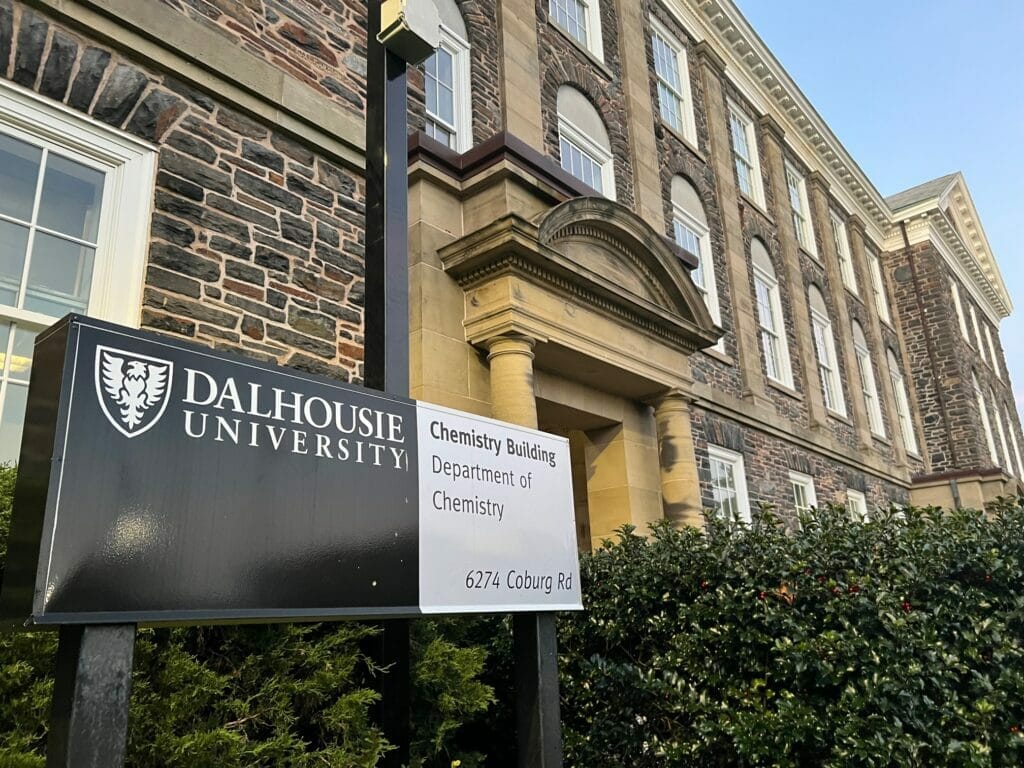 DALHOUSIE
UNIVERSITY
Chemistry Building
Department of
Chemistry
6274 Coburg Rd